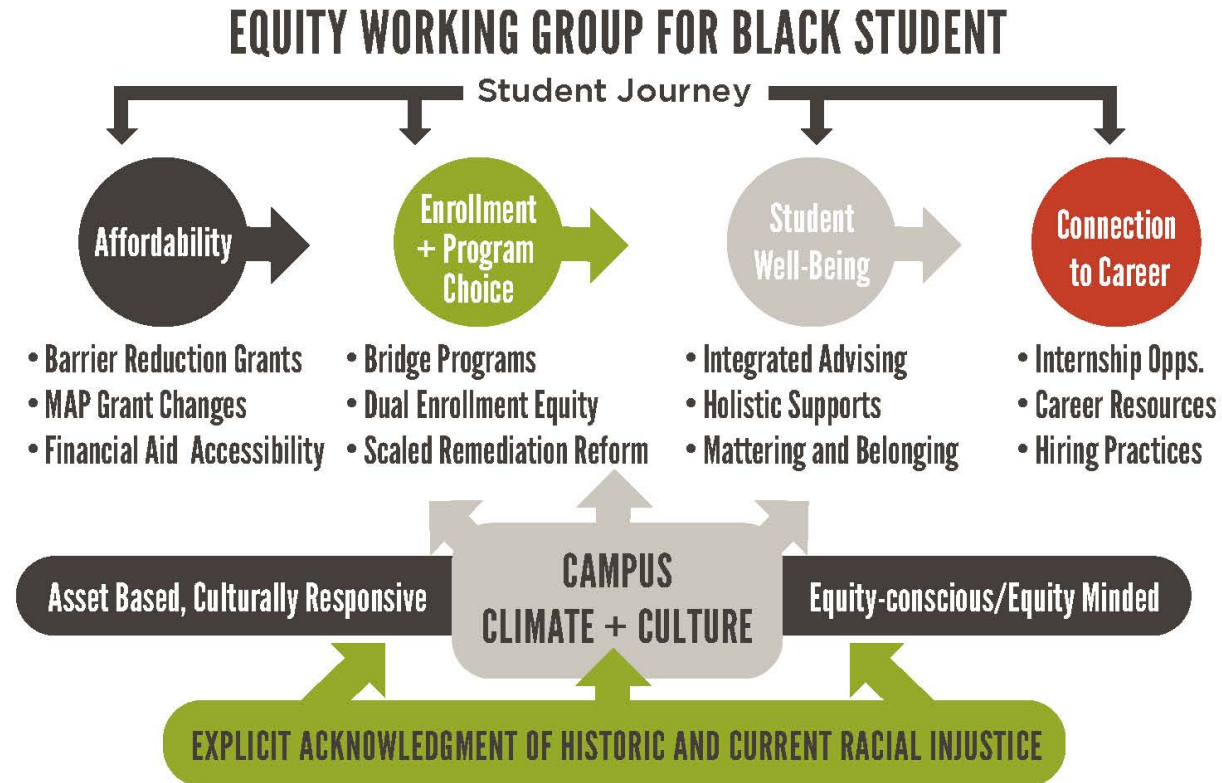 EQUITY WORKING GROUP FOR BLACK STUDENT
Student Journey
Affordability
• Barrier Reduction Grants
• MAP Grant Changes
• Financial Aid Accessibility
Enrollment
+ Program
Choice
• Bridge Programs
• Dual Enrollment Equity
• Scaled Remediation Reform
Student
Well-Being
• Integrated Advising
• Holistic Supports
• Mattering and Belonging
Connection
to Career
• Internship Opps.
• Career Resources
• Hiring Practices
Asset Based, Culturally Responsive
CAMPUS
CLIMATE + CULTURE
Equity-conscious/Equity Minded
EXPLICIT ACKNOWLEDGMENT OF HISTORIC AND CURRENT RACIAL INJUSTICE